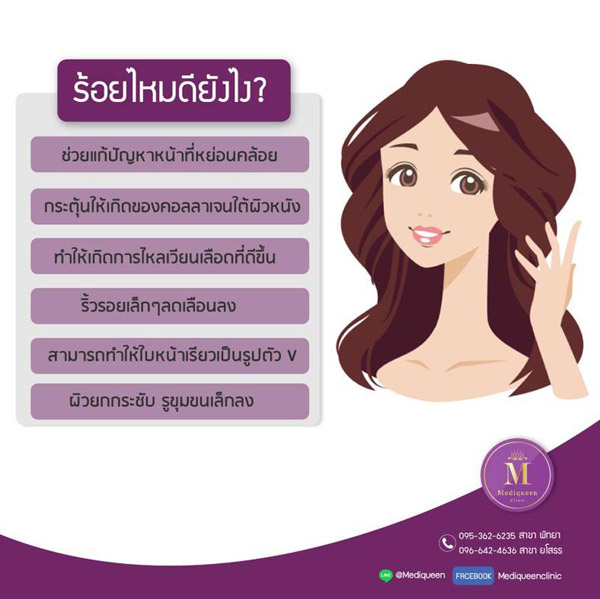 ร้อยไหมดียังไง?
ช่วยแก้ปัญหาหน้าที่หย่อนคล้อย
กระตุ้นให้เกิดของคอลลาเจนใต้ผิวหนัง
ทำให้เกิดการไหลเวียนเลือดที่ดีขึ้น
ริ้วรอยเล็กๆลดเลือนลง
สามารถทำให้ใบหน้าเรียวเป็นรูปตัว V
ผิวยกกระชับ รูขุมขนเล็กลง
M
Mediqueen
Clinic
095-362-6235 สาขา พัทยา
096-642-4636 สาขา ยโสธร
LINE @Mediqueen FACEBOOK Mediqueenclinic